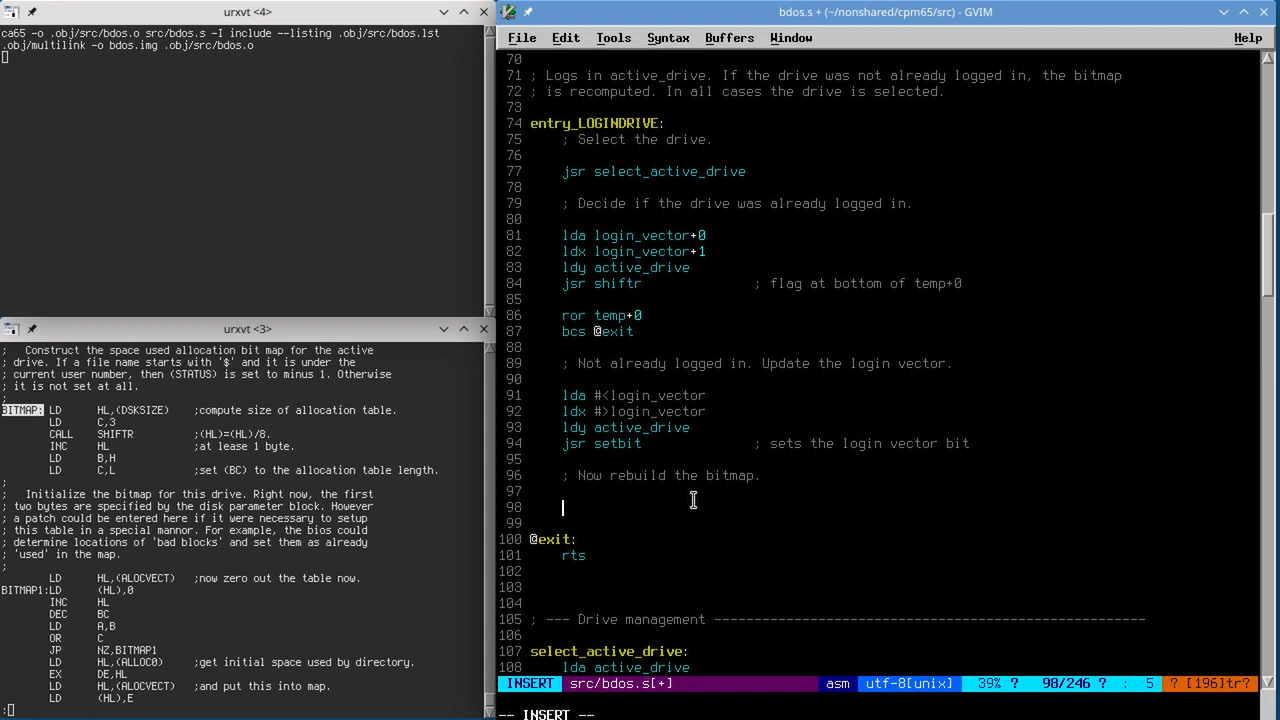 urxvt <4>
ca65 -o .obj/src/bdos.o src/bdos.s -I include --listing .obj/src/bdos.lst
.obj/multilink -o bdos.img .obj/src/bdos.o
urxvt <3>
;   Construct the space used allocation bit map for the active
; drive. If a file name starts with '$' and it is under the
; current user number, then (STATUS) is set to minus 1. Otherwise
; it is not set at all.
;
BITMAP: LD      HL,(DSKSIZE)    ;compute size of allocation table.
        LD      C,3
        CALL    SHIFTR          ;(HL)=(HL)/8.
        INC     HL              ;at lease 1 byte.
        LD      B,H
        LD      C,L             ;set (BC) to the allocation table length.
;
;   Initialize the bitmap for this drive. Right now, the first
; two bytes are specified by the disk parameter block. However
; a patch could be entered here if it were necessary to setup
; this table in a special mannor. For example, the bios could
; determine locations of 'bad blocks' and set them as already
; 'used' in the map.
;
        LD      HL,(ALOCVECT)   ;now zero out the table now.
BITMAP1:LD      (HL),0
        INC     HL
        DEC     BC
        LD      A,B
        OR      C
        JP      NZ,BITMAP1
        LD      HL,(ALLOC0)     ;get initial space used by directory.
        EX      DE,HL
        LD      HL,(ALOCVECT)   ;and put this into map.
        LD      (HL),E
:
bdos.s + (~/nonshared/cpm65/src) - GVIM
File Edit Tools Syntax Buffers Window Help
70
71 ; Logs in active_drive. If the drive was not already logged in, the bitmap
72 ; is recomputed. In all cases the drive is selected.
73
74 entry_LOGINDRIVE:
75     ; Select the drive.
76
77     jsr select_active_drive
78
79     ; Decide if the drive was already logged in.
80
81     lda login_vector+0
82     ldx login_vector+1
83     ldy active_drive
84     jsr shiftr              ; flag at bottom of temp+0
85
86     ror temp+0
87     bcs @exit
88
89     ; Not already logged in. Update the login vector.
90
91     lda #<login_vector
92     ldx #>login_vector
93     ldy active_drive
94     jsr setbit              ; sets the login vector bit
95
96     ; Now rebuild the bitmap.
97
98
99
100 @exit:
101     rts
102
103
104
105 ; --- Drive management ------------------------------------------------------
106
107 select_active_drive:
108     lda active_drive
INSERT src/bdos.s[+] asm utf-8[unix] 39% ? 98/246 ? : 5 ? [196]tr?
-- INSERT --